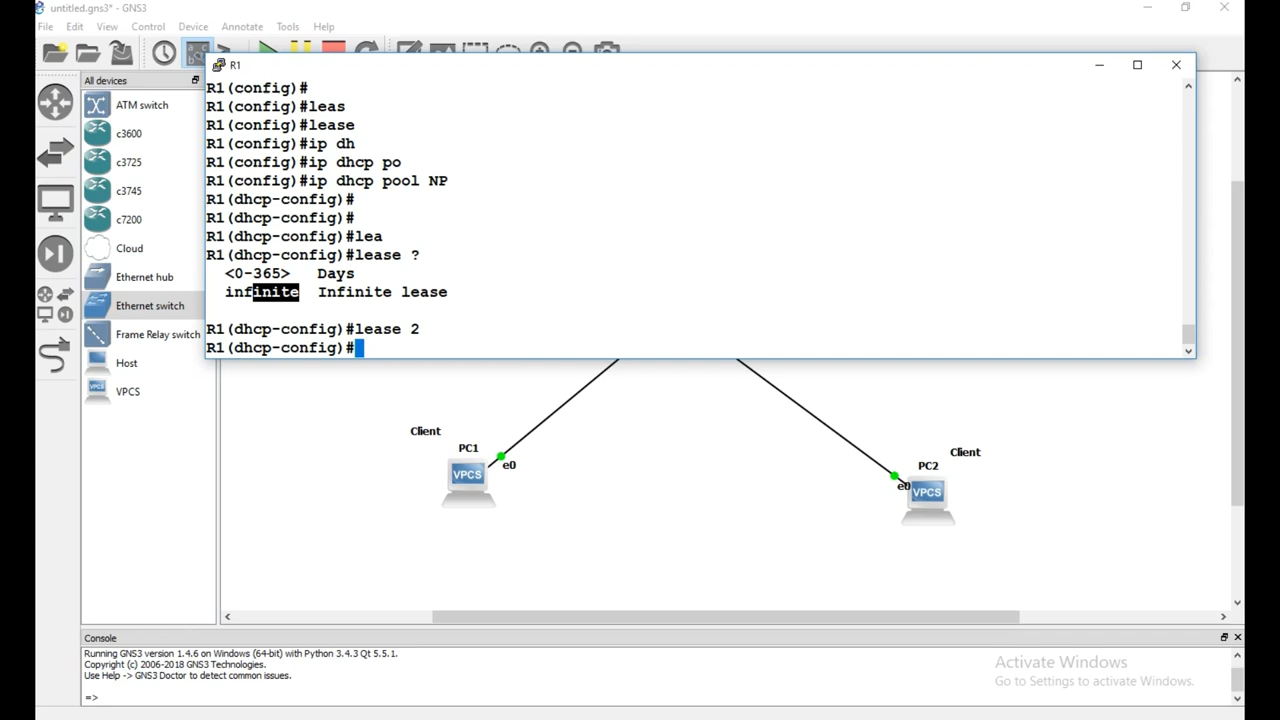 untitled.gns3* - GNS3
File Edit View Control Device Annotate Tools Help
R1
All devices
ATM switch
c3600
c3725
c3745
c7200
Cloud
Ethernet hub
Ethernet switch
Frame Relay switch
Host
VPCS
R1(config)#
R1(config)#leas
R1(config)#lease
R1(config)#ip dh
R1(config)#ip dhcp po
R1(config)#ip dhcp pool NP
R1(dhcp-config)#
R1(dhcp-config)#
R1(dhcp-config)#lea
R1(dhcp-config)#lease ?
<0-365> Days
infinite Infinite lease
R1(dhcp-config)#lease 2
R1(dhcp-config)#
Client
PC1
VPCS
e0
Client
PC2
VPCS
e0
Console
Running GNS3 version 1.4.6 on Windows (64-bit) with Python 3.4.3 Qt 5.5.1.
Copyright (c) 2006-2018 GNS3 Technologies.
Use Help -> GNS3 Doctor to detect common issues.
=>
Activate Windows
Go to Settings to activate Windows.